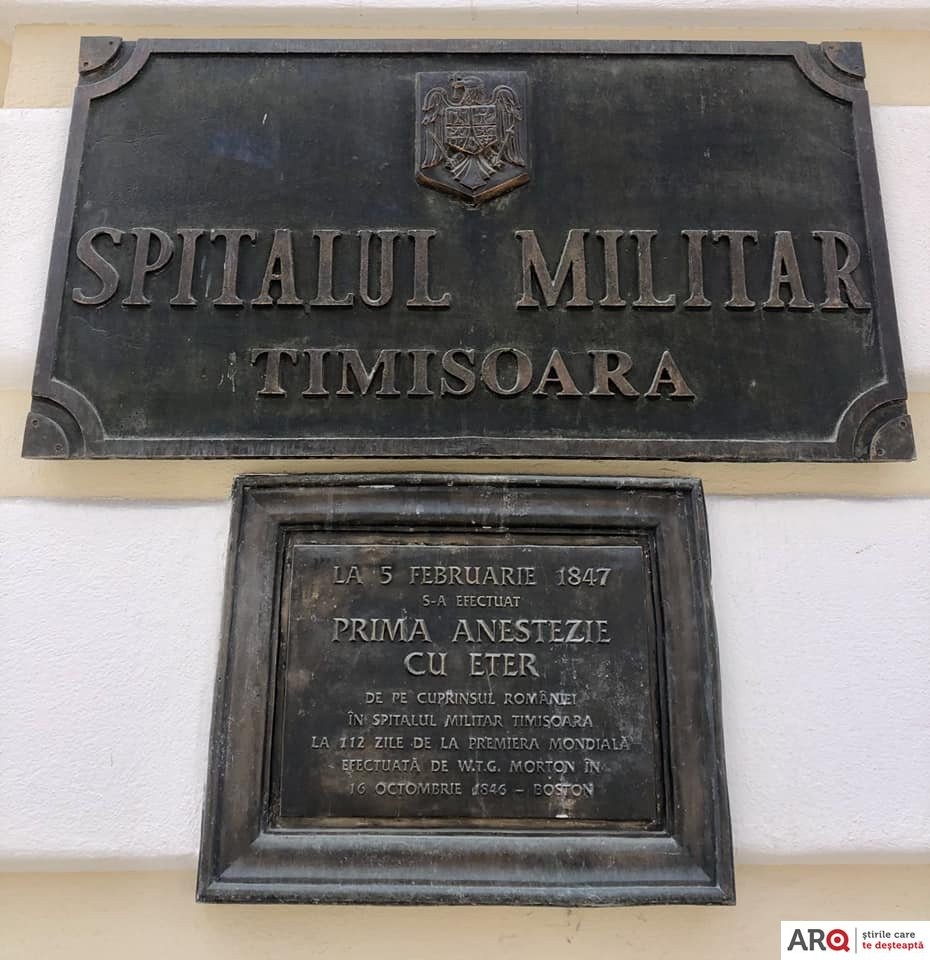 SPITALUL MILITAR
TIMISOARA
LA 5 FEBRUARIE 1847
S-A EFECTUAT
PRIMA ANESTEZIE
CU ETER
DE PE CUPRINSUL ROMÂNIEI
ÎN SPITALUL MILITAR TIMIȘOARA
LA 112 ZILE DE LA PREMIERA MONDIALĂ
EFECTUATĂ DE W.T.G. MORTON ÎN
16 OCTOMBRIE 1846 – BOSTON
ARQ
știrile care
te deșteaptă